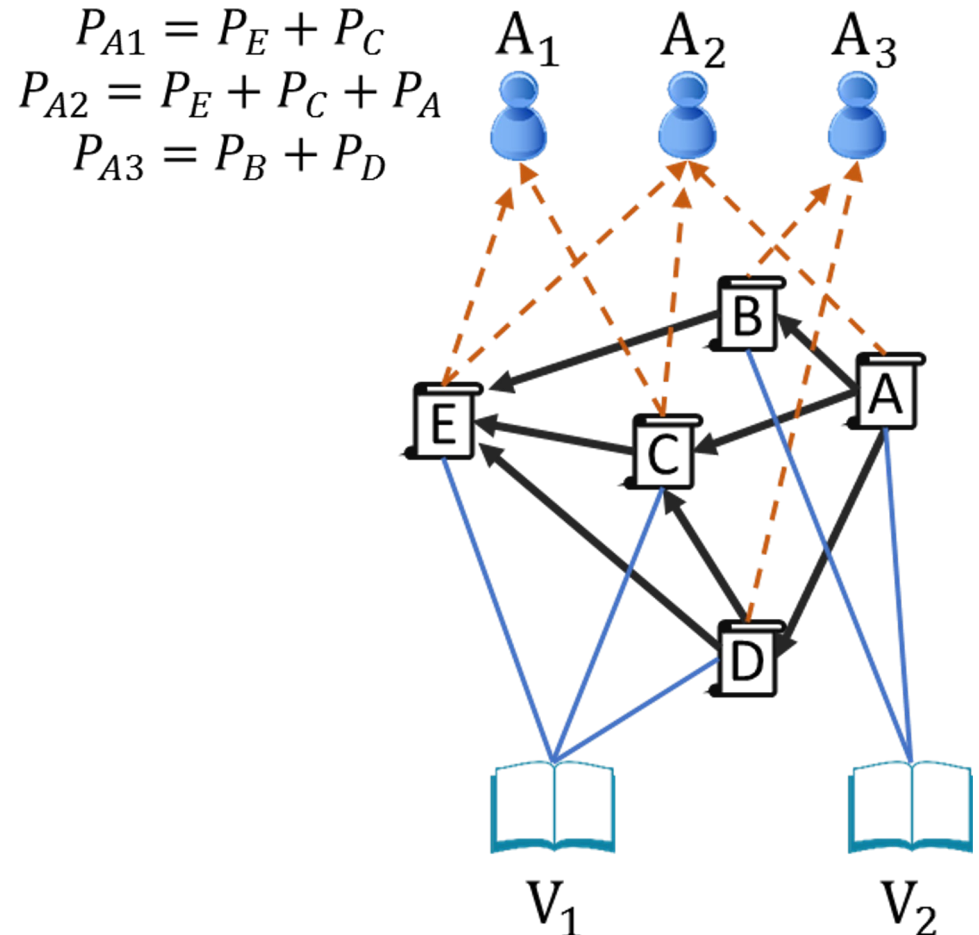 P_{A1} = P_E + P_C
P_{A2} = P_E + P_C + P_A
P_{A3} = P_B + P_D
A₁ A₂ A₃
B
A
E
C
D
V₁ V₂